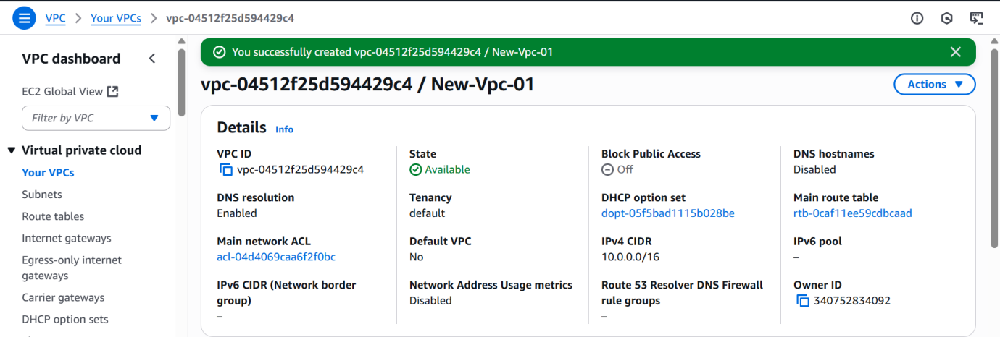 VPC > Your VPCs > vpc-04512f25d594429c4
VPC dashboard
EC2 Global View
Filter by VPC
Virtual private cloud
Your VPCs
Subnets
Route tables
Internet gateways
Egress-only internet
gateways
Carrier gateways
DHCP option sets
You successfully created vpc-04512f25d594429c4 / New-Vpc-01
vpc-04512f25d594429c4 / New-Vpc-01
Actions
Details Info
VPC ID
vpc-04512f25d594429c4
State
Available
Block Public Access
Off
DNS hostnames
Disabled
DNS resolution
Enabled
Tenancy
default
DHCP option set
dopt-05f5bad1115b028be
Main route table
rtb-0caf11ee59cdbcaad
Main network ACL
acl-04d4069caa6f2f0bc
Default VPC
No
IPv4 CIDR
10.0.0.0/16
IPv6 pool
–
IPv6 CIDR (Network border
group)
–
Network Address Usage metrics
Disabled
Route 53 Resolver DNS Firewall
rule groups
–
Owner ID
340752834092